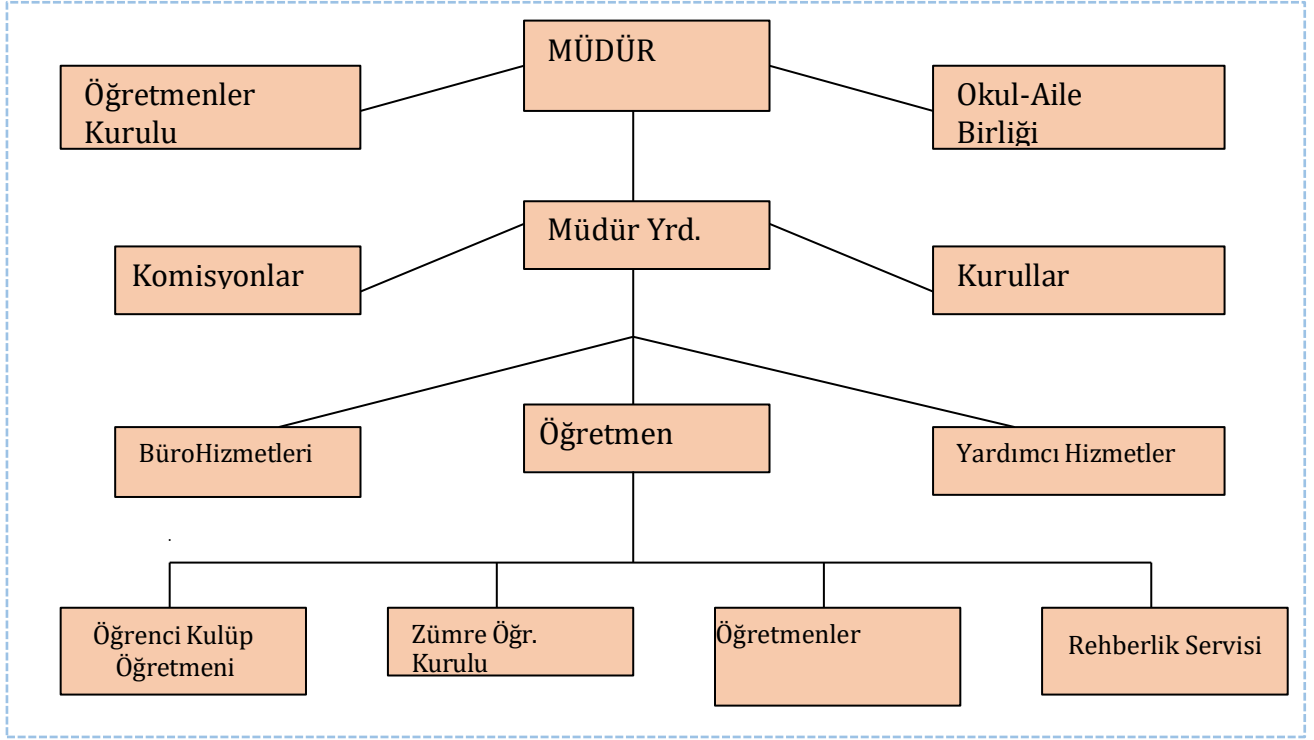 MÜDÜR
Öğretmenler
Kurulu
Okul-Aile
Birliği
Müdür Yrd.
Komisyonlar
Kurullar
BüroHizmetleri
Öğretmen
Yardımcı Hizmetler
.
Öğrenci Kulüp
Öğretmeni
Zümre Öğr.
Kurulu
Öğretmenler
Rehberlik Servisi